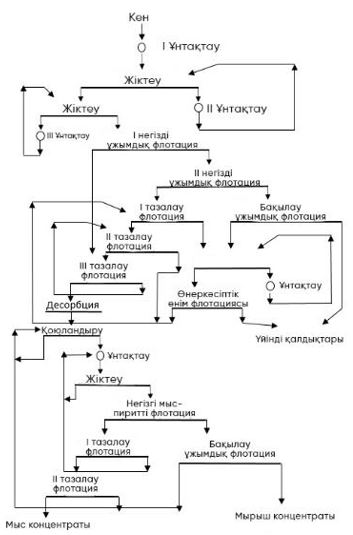 Кен
I Ұнтақтау
Жіктеу
Жіктеу
II Ұнтақтау
III Ұнтақтау
I негізді
ұжымдық флотация
II негізді
ұжымдық флотация
I тазалау
флотация
Бақылау
ұжымдық флотация
II тазалау
флотация
III тазалау
флотация
Десорбция
Өнеркәсіптік
өнім флотациясы
Ұнтақтау
Қоюландыру
Үйінді қалдықтары
Ұнтақтау
Жіктеу
Негізгі мыс-
пиритті флотация
I тазалау
флотация
Бақылау
ұжымдық флотация
II тазалау
флотация
Мыс концентраты
Мырыш концентраты